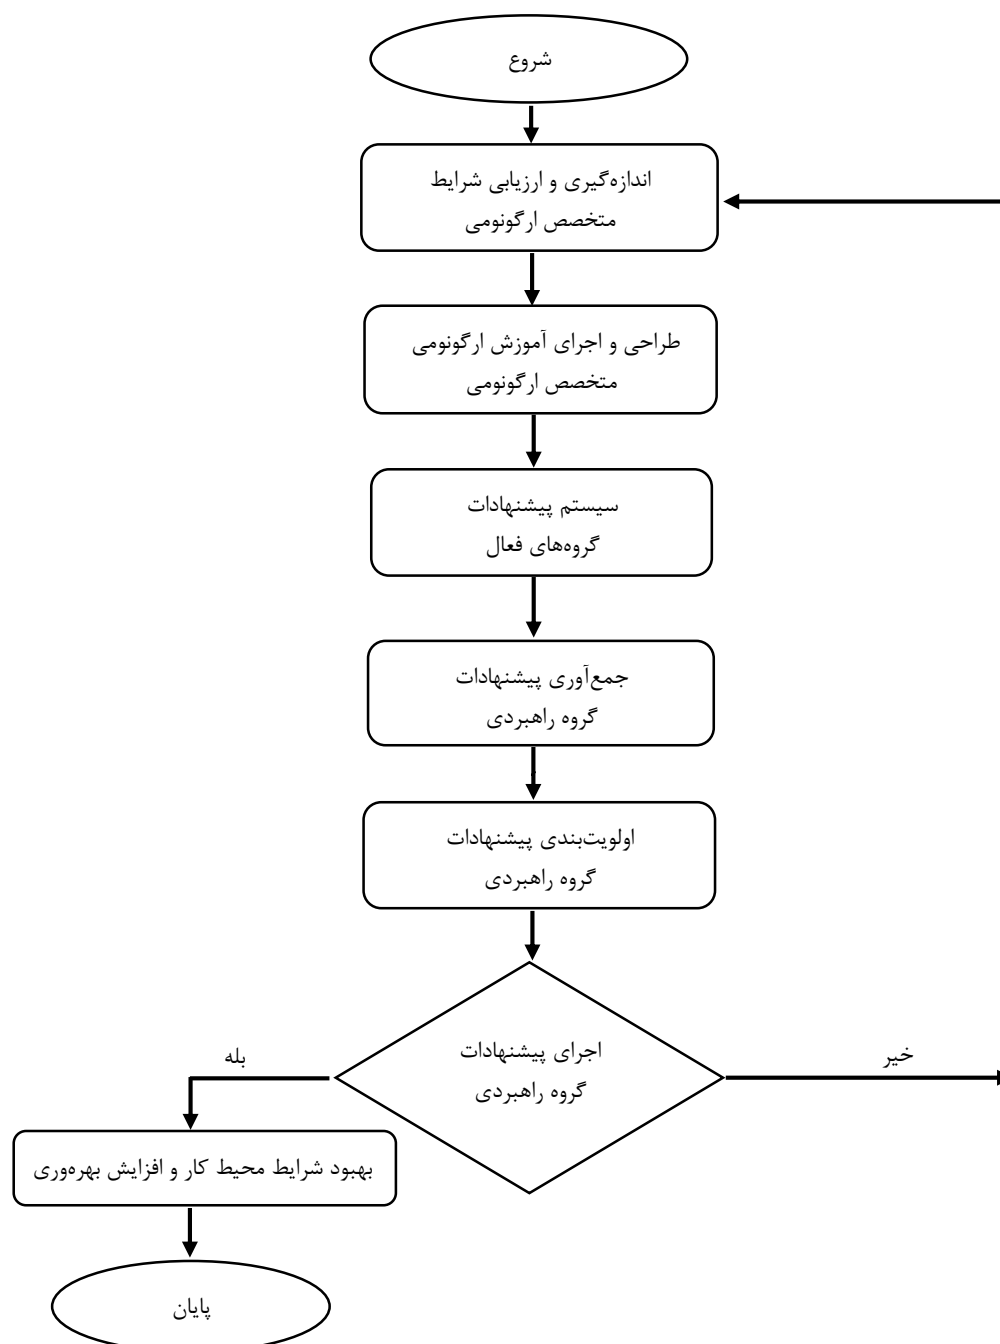 شروع
اندازه‌گیری و ارزیابی شرایط
متخصص ارگونومی
طراحی و اجرای آموزش ارگونومی
متخصص ارگونومی
سیستم پیشنهادات
گروه‌های فعال
جمع‌آوری پیشنهادات
گروه راهبردی
اولویت‌بندی پیشنهادات
گروه راهبردی
اجرای پیشنهادات
گروه راهبردی
خیر
بله
بهبود شرایط محیط کار و افزایش بهره‌وری
پایان